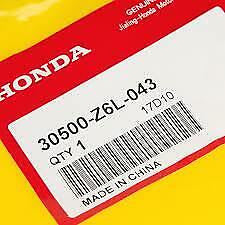 GENUINE
Jialing-Honda Motor
HONDA
30500-Z6L-043
QTY 1
17D10
MADE IN CHINA